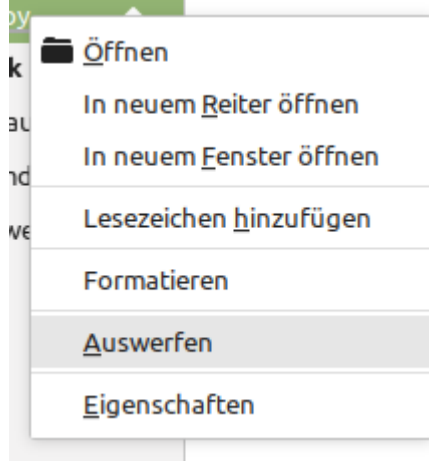 Öffnen
In neuem Reiter öffnen
In neuem Fenster öffnen
Lesezeichen hinzufügen
Formatieren
Auswerfen
Eigenschaften